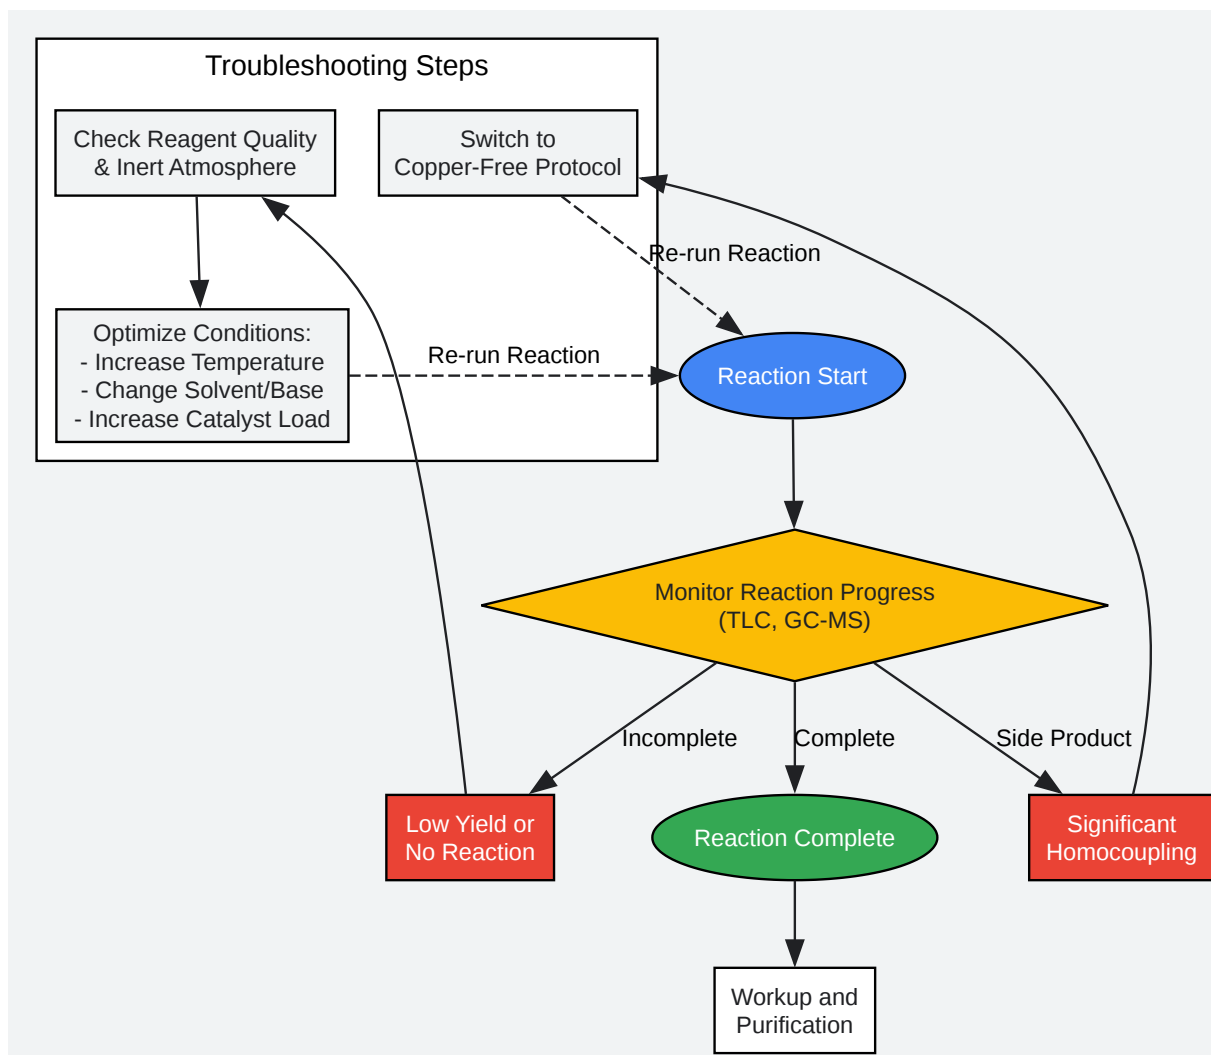 Troubleshooting Steps
Check Reagent Quality
& Inert Atmosphere
Switch to
Copper-Free Protocol
Re-run Reaction
Optimize Conditions:
- Increase Temperature
- Change Solvent/Base
- Increase Catalyst Load
Re-run Reaction
Reaction Start
Monitor Reaction Progress
(TLC, GC-MS)
Incomplete
Complete
Side Product
Low Yield or
No Reaction
Reaction Complete
Significant
Homocoupling
Workup and
Purification